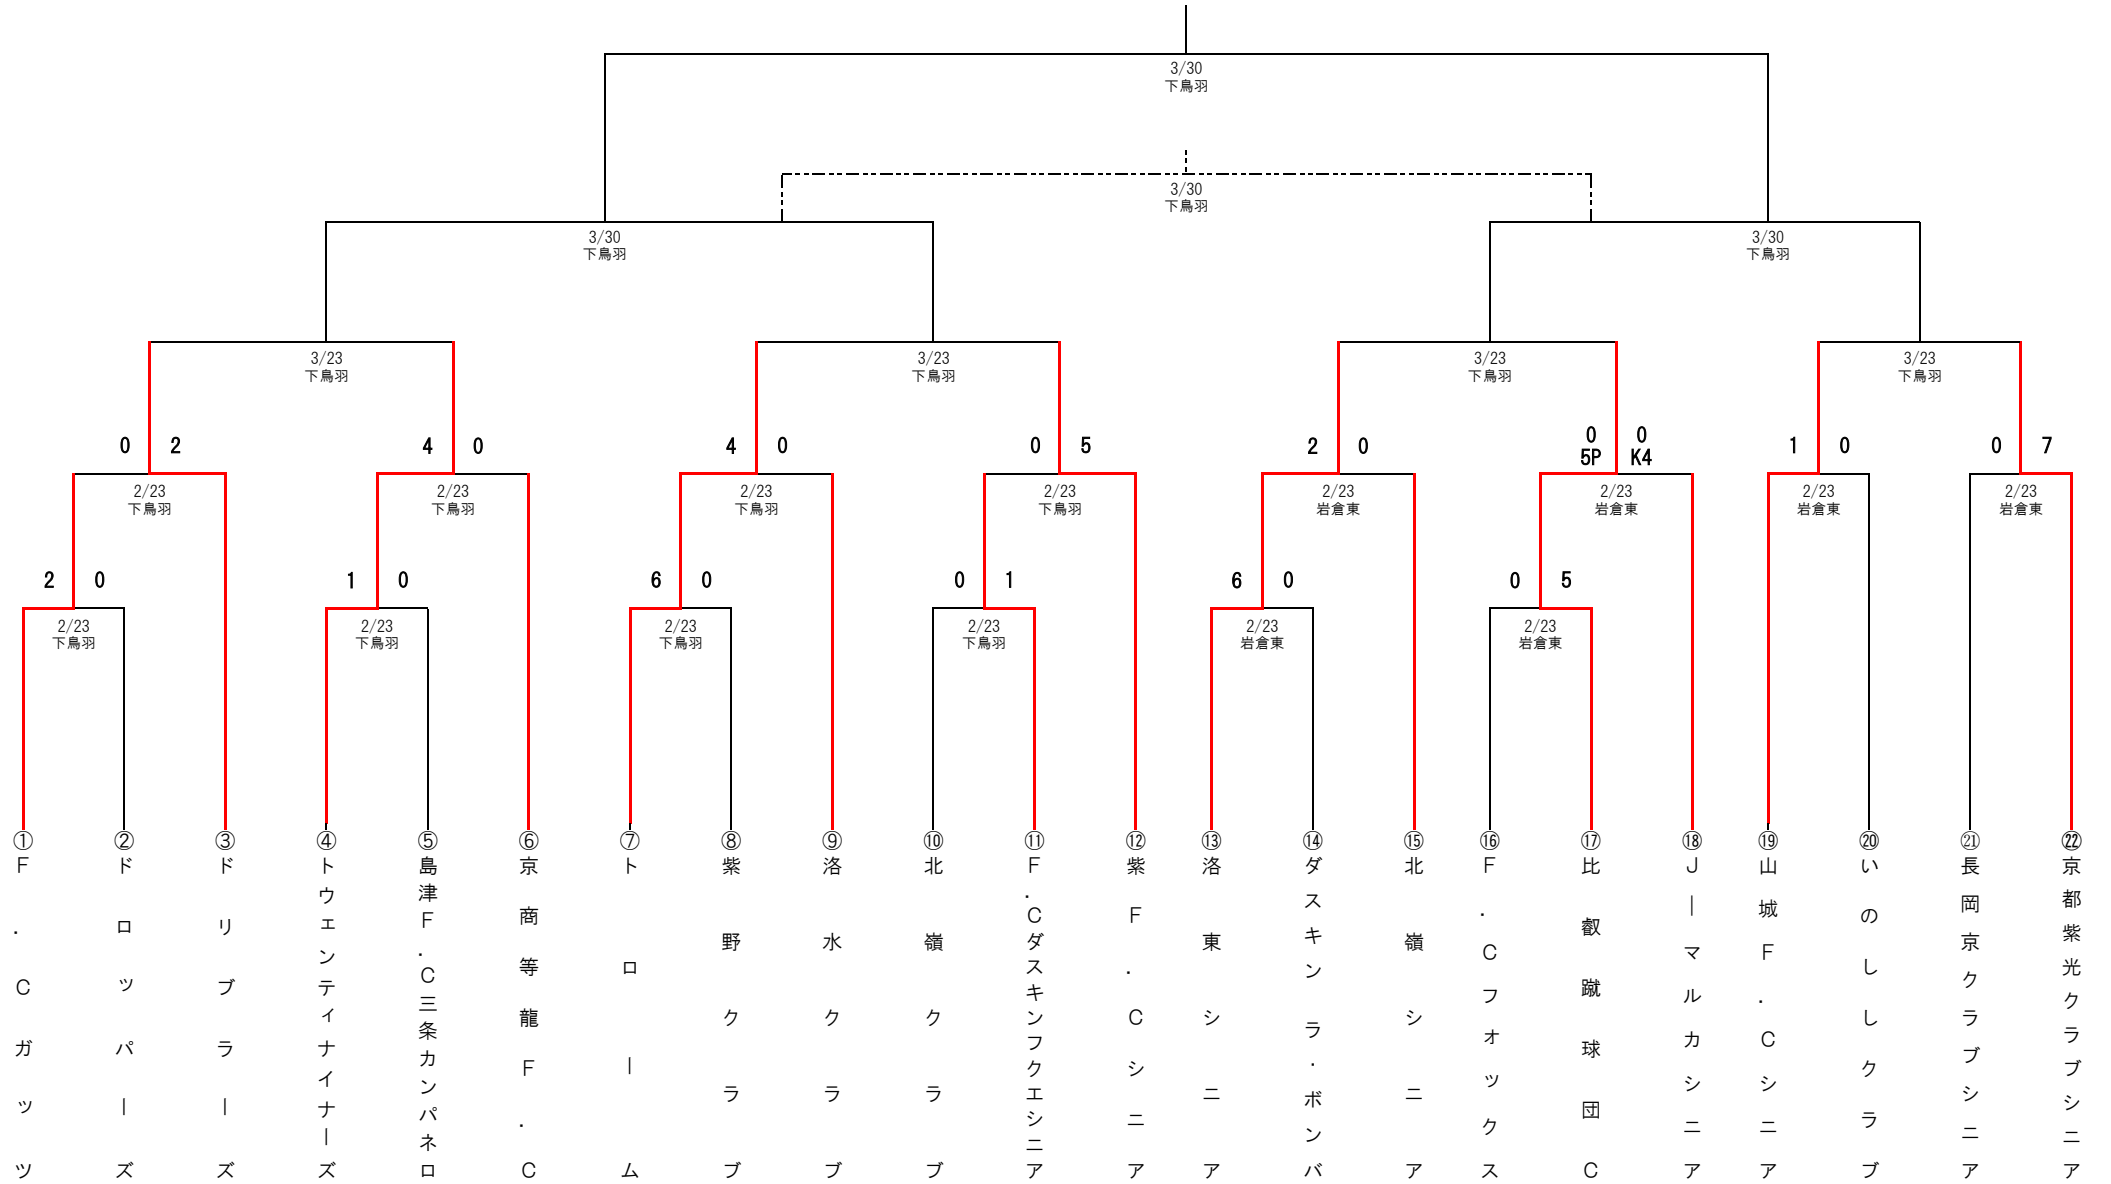 3/30
下鳥羽
3/30
下鳥羽
3/30
下鳥羽
3/30
下鳥羽
3/23
下鳥羽
3/23
下鳥羽
3/23
下鳥羽
3/23
下鳥羽
0 2
4 0
4 0
0 5
2 0
0 0
5P K4
1 0
0 7
2/23
下鳥羽
2/23
下鳥羽
2/23
下鳥羽
2/23
下鳥羽
2/23
岩倉東
2/23
岩倉東
2/23
岩倉東
2/23
岩倉東
2 0
1 0
6 0
0 1
6 0
0 5
2/23
下鳥羽
2/23
下鳥羽
2/23
下鳥羽
2/23
下鳥羽
2/23
岩倉東
2/23
岩倉東
①F.Cガッツ
②ドロッパーズ
③ドリブラーズ
④トウェンティナイナーズ
⑤島津F.C三条カンパネロ
⑥京商等龍F.C
⑦トローム
⑧紫野クラブ
⑨洛水クラブ
⑩北嶺クラブ
⑪F.Cダスキンフクエシニア
⑫紫F.Cシニア
⑬洛東シニア
⑭ダスキンラ・ボンバ
⑮北嶺シニア
⑯F.Cフォックス
⑰比叡蹴球団C
⑱Jーマルカシニア
⑲山城F.Cシニア
⑳いのししクラブ
㉑長岡京クラブシニア
㉒京都紫光クラブシニア